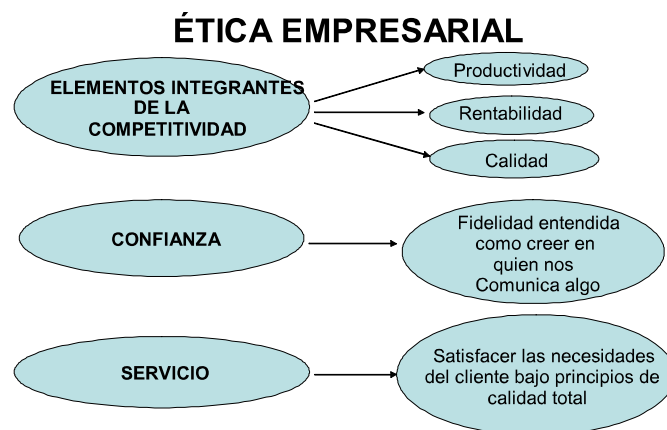 ÉTICA EMPRESARIAL
ELEMENTOS INTEGRANTES
DE LA
COMPETITIVIDAD
Productividad
Rentabilidad
Calidad
CONFIANZA
Fidelidad entendida
como creer en
quien nos
Comunica algo
SERVICIO
Satisfacer las necesidades
del cliente bajo principios de
calidad total